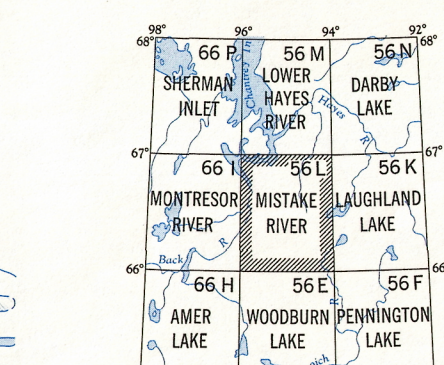 98° 96° 94° 92°
68° 66 P 56 M 56 N 68°
SHERMAN INLET
Chantrey In
LOWER HAYES RIVER
Hayes R
DARBY LAKE
67° 66 I 56 L 56 K 67°
MONTRESOR RIVER
MISTAKE RIVER
LAUGHLAND LAKE
Back R
66° 66 H 56 E 56 F 66
AMER LAKE
WOODBURN LAKE
R
PENNINGTON LAKE